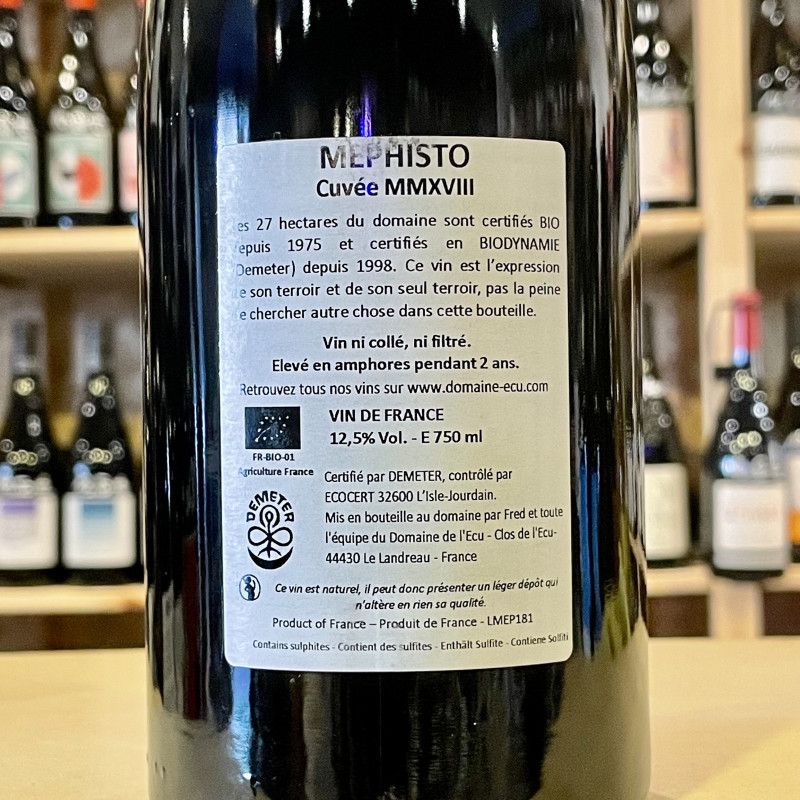 MEPHISTO
Cuvée MMXVIII
es 27 hectares du domaine sont certifiés BIO
epuis 1975 et certifiés en BIODYNAMIE
Demeter) depuis 1998. Ce vin est l'expression
e son terroir et de son seul terroir, pas la peine
e chercher autre chose dans cette bouteille.
Vin ni collé, ni filtré.
Elevé en amphores pendant 2 ans.
Retrouvez tous nos vins sur www.domaine-ecu.com
VIN DE FRANCE
12,5% Vol. - E 750 ml
FR-BIO-01
Agriculture France
DEMETER
Certifié par DEMETER, contrôlé par
ECOCERT 32600 L'Isle-Jourdain.
Mis en bouteille au domaine par Fred et toute
l'équipe du Domaine de l'Ecu - Clos de l'Ecu-
44430 Le Landreau - France
Ce vin est naturel, il peut donc présenter un léger dépôt qui
n'altère en rien sa qualité.
Product of France – Produit de France - LMEP181
Contains sulphites - Contient des sulfites - Enthält Sulfite - Contiene Solfiti